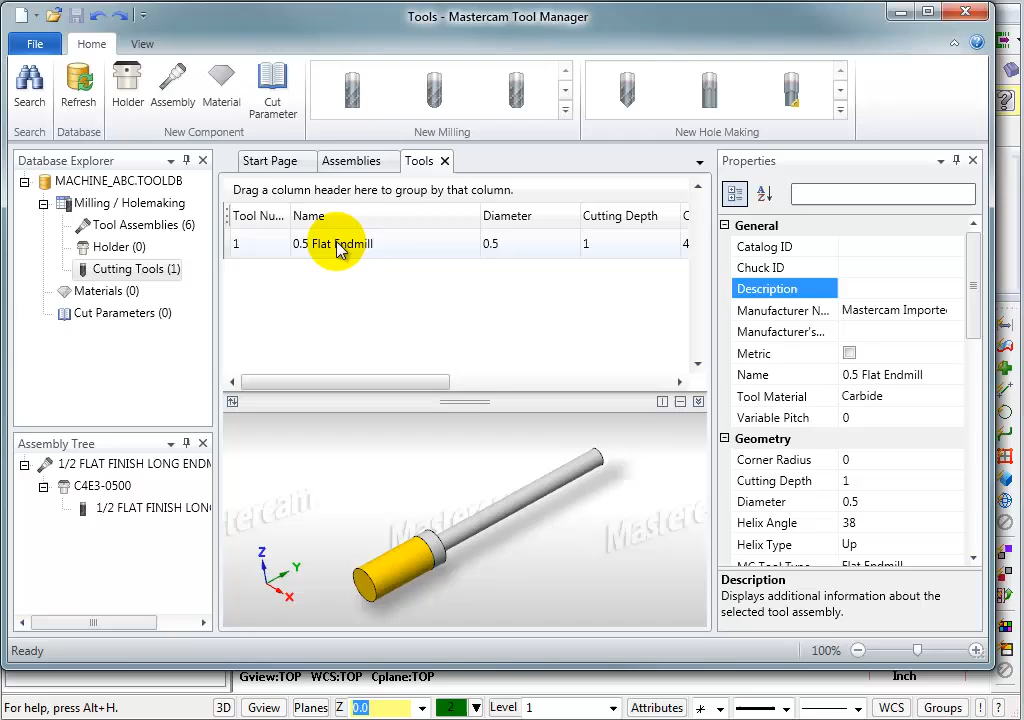 Tools - Mastercam Tool Manager
File Home View
Search Refresh Holder Assembly Material Cut Parameter
Search Database New Component New Milling New Hole Making
Database Explorer
MACHINE_ABC.TOOLDB
Milling / Holemaking
Tool Assemblies (6)
Holder (0)
Cutting Tools (1)
Materials (0)
Cut Parameters (0)
Assembly Tree
1/2 FLAT FINISH LONG ENDM
C4E3-0500
1/2 FLAT FINISH LONG
Start Page Assemblies Tools
Drag a column header here to group by that column.
Tool Nu... Name Diameter Cutting Depth C
1 0.5 Flat Endmill 0.5 1 4
Mastercam
Z
Y
X
Properties
General
Catalog ID
Chuck ID
Description
Manufacturer N... Mastercam Importe
Manufacturer's...
Metric
Name 0.5 Flat Endmill
Tool Material Carbide
Variable Pitch 0
Geometry
Corner Radius 0
Cutting Depth 1
Diameter 0.5
Helix Angle 38
Helix Type Up
MC Tool Type Flat Endmill
Description
Displays additional information about the
selected tool assembly.
Ready 100%
Gview:TOP WCS:TOP Cplane:TOP Inch
For help, press Alt+H. 3D Gview Planes Z 0.0 2 Level 1 Attributes WCS Groups ! ?